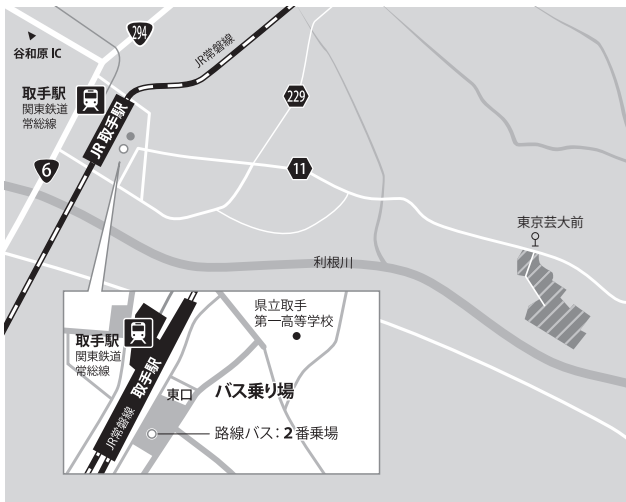 294
谷和原 IC
JR常磐線
取手駅
関東鉄道
常総線
JR 取手駅
229
6
11
東京芸大前
利根川
県立取手
第一高等学校
取手駅
関東鉄道
常総線
取手駅
JR常磐線
東口
バス乗り場
路線バス：2番乗場